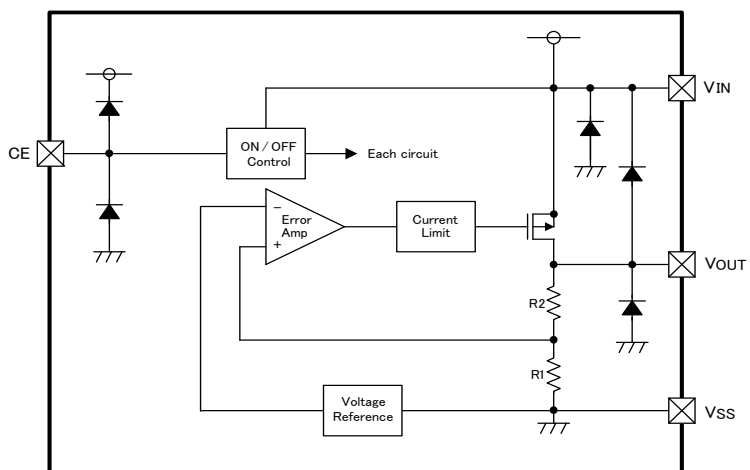 VIN
CE
ON/OFF
Control
Each circuit
−
Error
Amp
+
Current
Limit
VOUT
R2
R1
Voltage
Reference
VSS